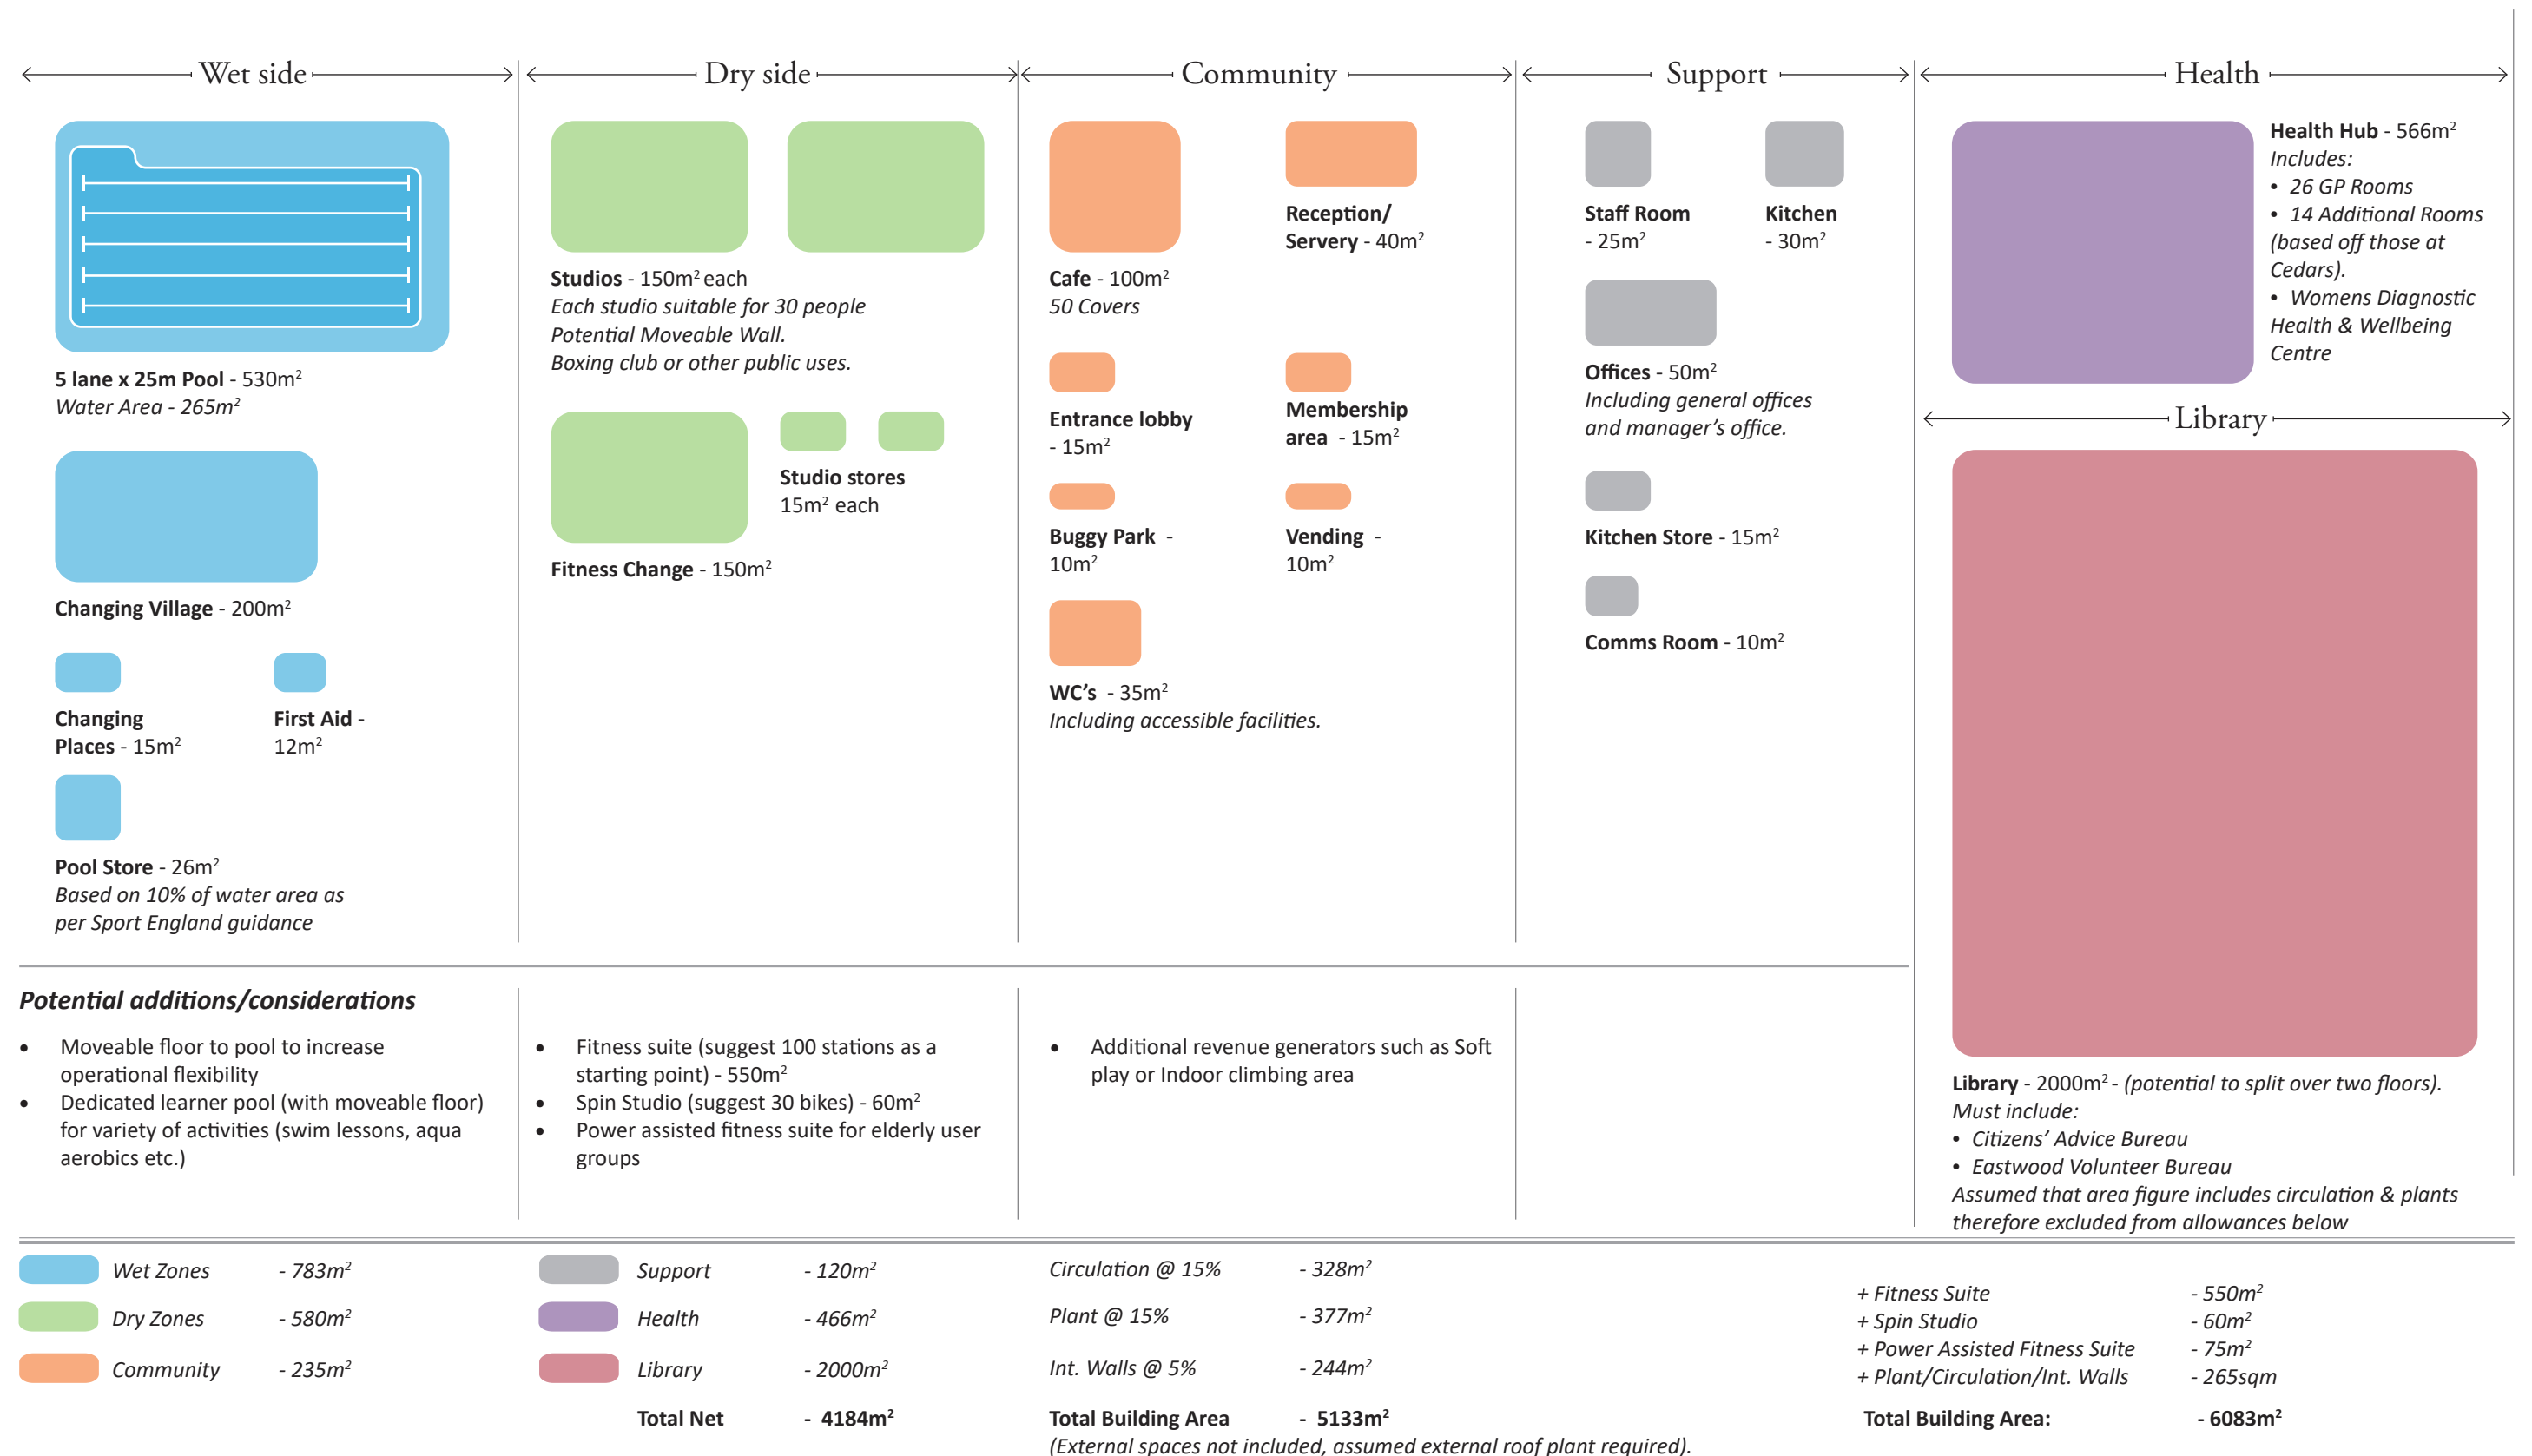 Wet side
5 lane x 25m Pool - 530m²
Water Area - 265m²
Changing Village - 200m²
Changing
Places - 15m²
First Aid -
12m²
Pool Store - 26m²
Based on 10% of water area as
per Sport England guidance
Dry side
Studios - 150m² each
Each studio suitable for 30 people
Potential Moveable Wall.
Boxing club or other public uses.
Studio stores
15m² each
Fitness Change - 150m²
Community
Cafe - 100m²
50 Covers
Reception/
Servery - 40m²
Entrance lobby
- 15m²
Membership
area - 15m²
Buggy Park -
10m²
Vending -
10m²
WC's - 35m²
Including accessible facilities.
Support
Staff Room
- 25m²
Kitchen
- 30m²
Offices - 50m²
Including general offices
and manager's office.
Kitchen Store - 15m²
Comms Room - 10m²
Health
Health Hub - 566m²
Includes:
• 26 GP Rooms
• 14 Additional Rooms
(based off those at
Cedars).
• Womens Diagnostic
Health & Wellbeing
Centre
Library
Library - 2000m² - (potential to split over two floors).
Must include:
• Citizens' Advice Bureau
• Eastwood Volunteer Bureau
Assumed that area figure includes circulation & plants
therefore excluded from allowances below
Potential additions/considerations
• Moveable floor to pool to increase
operational flexibility
• Dedicated learner pool (with moveable floor)
for variety of activities (swim lessons, aqua
aerobics etc.)
• Fitness suite (suggest 100 stations as a
starting point) - 550m²
• Spin Studio (suggest 30 bikes) - 60m²
• Power assisted fitness suite for elderly user
groups
• Additional revenue generators such as Soft
play or Indoor climbing area
Wet Zones - 783m²
Dry Zones - 580m²
Community - 235m²
Support - 120m²
Health - 466m²
Library - 2000m²
Total Net - 4184m²
Circulation @ 15% - 328m²
Plant @ 15% - 377m²
Int. Walls @ 5% - 244m²
Total Building Area - 5133m²
(External spaces not included, assumed external roof plant required).
+ Fitness Suite - 550m²
+ Spin Studio - 60m²
+ Power Assisted Fitness Suite - 75m²
+ Plant/Circulation/Int. Walls - 265sqm
Total Building Area: - 6083m²